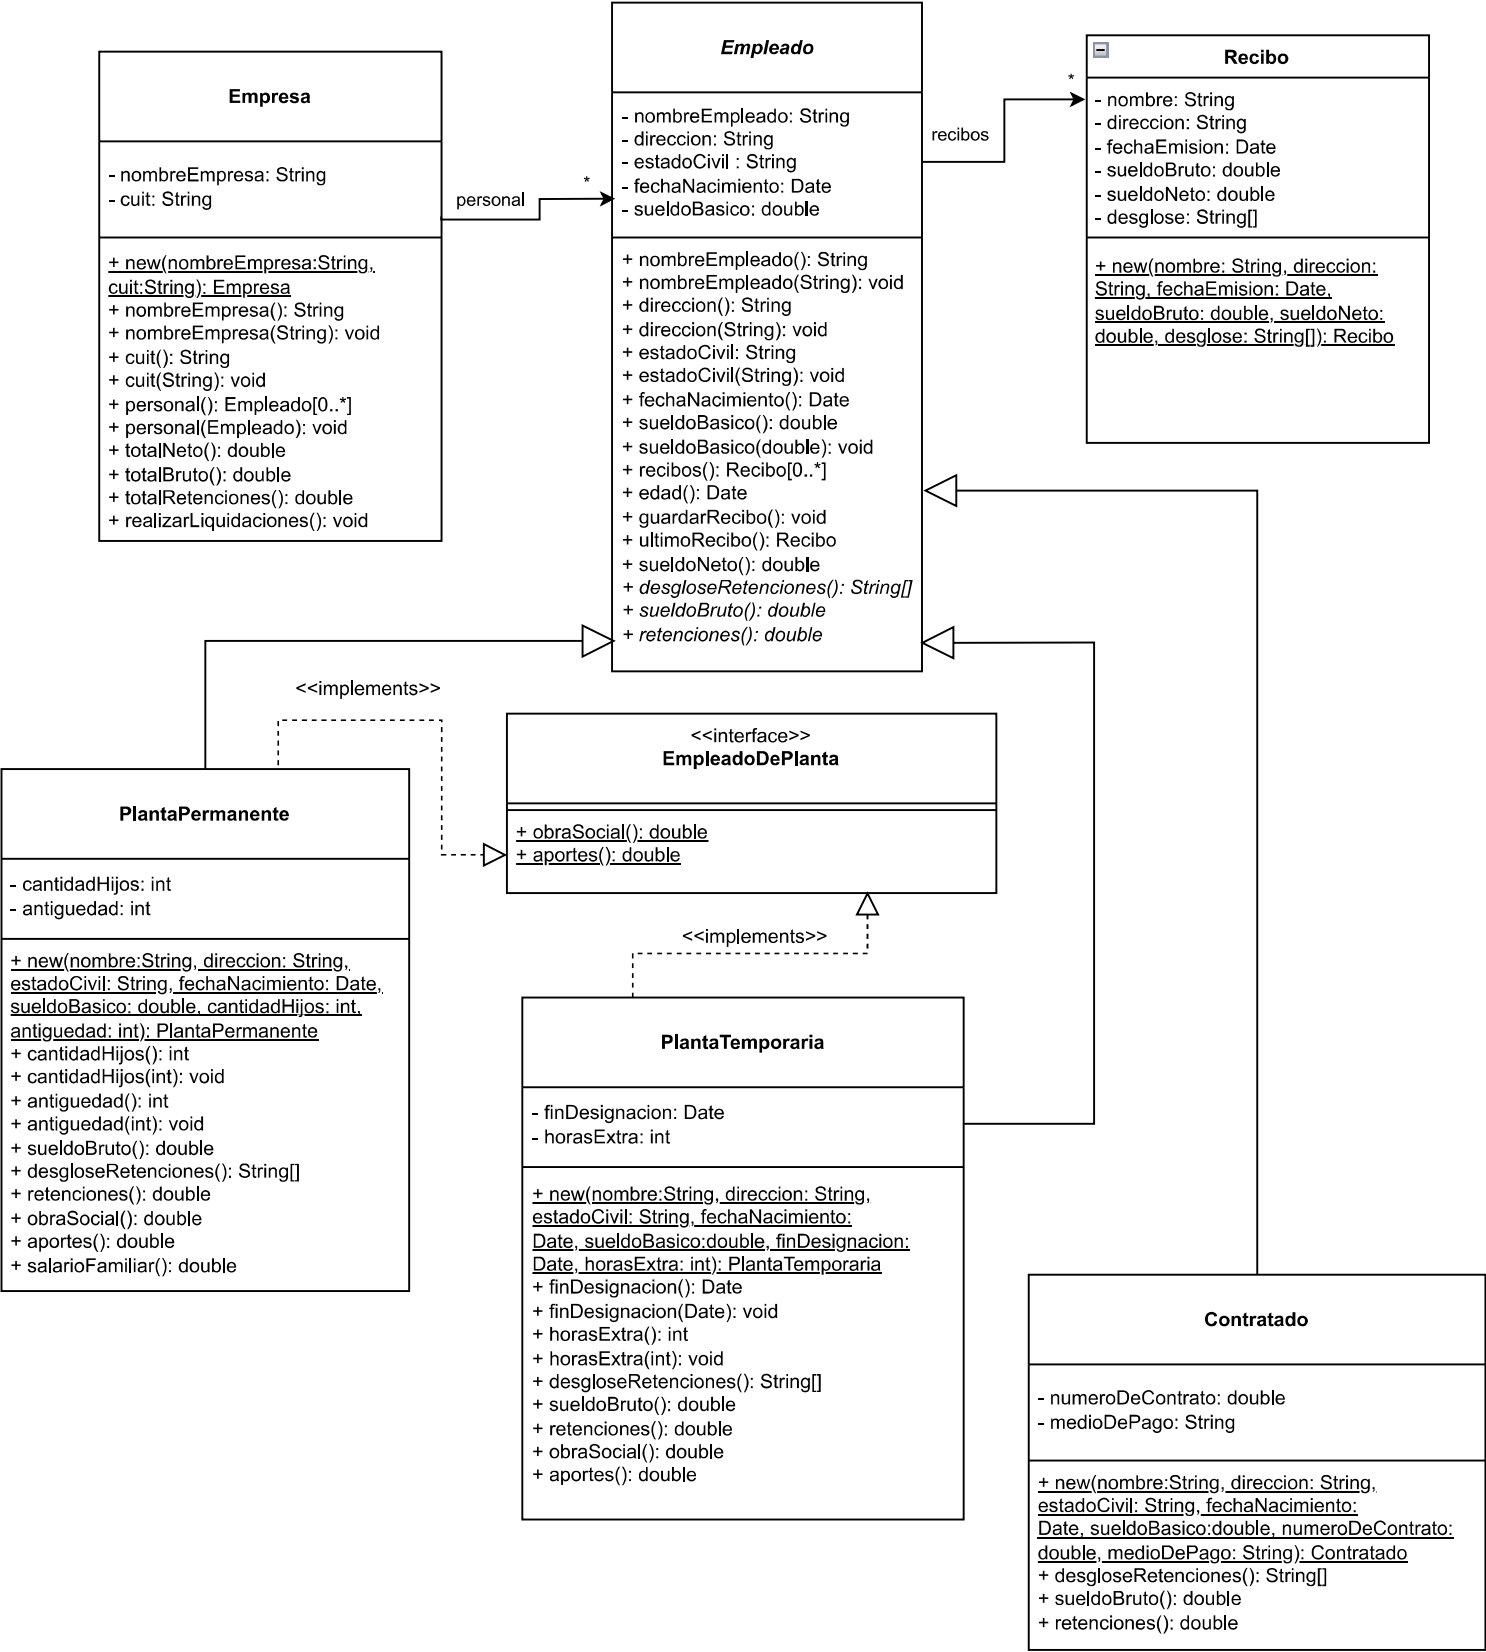 Empresa
- nombreEmpresa: String
- cuit: String
+ new(nombreEmpresa:String,
cuit:String): Empresa
+ nombreEmpresa(): String
+ nombreEmpresa(String): void
+ cuit(): String
+ cuit(String): void
+ personal(): Empleado[0..*]
+ personal(Empleado): void
+ totalNeto(): double
+ totalBruto(): double
+ totalRetenciones(): double
+ realizarLiquidaciones(): void
personal
*
Empleado
- nombreEmpleado: String
- direccion: String
- estadoCivil : String
- fechaNacimiento: Date
- sueldoBasico: double
+ nombreEmpleado(): String
+ nombreEmpleado(String): void
+ direccion(): String
+ direccion(String): void
+ estadoCivil: String
+ estadoCivil(String): void
+ fechaNacimiento(): Date
+ sueldoBasico(): double
+ sueldoBasico(double): void
+ recibos(): Recibo[0..*]
+ edad(): Date
+ guardarRecibo(): void
+ ultimoRecibo(): Recibo
+ sueldoNeto(): double
+ desgloseRetenciones(): String[]
+ sueldoBruto(): double
+ retenciones(): double
recibos
*
Recibo
- nombre: String
- direccion: String
- fechaEmision: Date
- sueldoBruto: double
- sueldoNeto: double
- desglose: String[]
+ new(nombre: String, direccion:
String, fechaEmision: Date,
sueldoBruto: double, sueldoNeto:
double, desglose: String[]): Recibo
<<implements>>
<<interface>>
EmpleadoDePlanta
+ obraSocial(): double
+ aportes(): double
<<implements>>
PlantaPermanente
- cantidadHijos: int
- antiguedad: int
+ new(nombre:String, direccion: String,
estadoCivil: String, fechaNacimiento: Date,
sueldoBasico: double, cantidadHijos: int,
antiguedad: int): PlantaPermanente
+ cantidadHijos(): int
+ cantidadHijos(int): void
+ antiguedad(): int
+ antiguedad(int): void
+ sueldoBruto(): double
+ desgloseRetenciones(): String[]
+ retenciones(): double
+ obraSocial(): double
+ aportes(): double
+ salarioFamiliar(): double
PlantaTemporaria
- finDesignacion: Date
- horasExtra: int
+ new(nombre:String, direccion: String,
estadoCivil: String, fechaNacimiento:
Date, sueldoBasico:double, finDesignacion:
Date, horasExtra: int): PlantaTemporaria
+ finDesignacion(): Date
+ finDesignacion(Date): void
+ horasExtra(): int
+ horasExtra(int): void
+ desgloseRetenciones(): String[]
+ sueldoBruto(): double
+ retenciones(): double
+ obraSocial(): double
+ aportes(): double
Contratado
- numeroDeContrato: double
- medioDePago: String
+ new(nombre:String, direccion: String,
estadoCivil: String, fechaNacimiento:
Date, sueldoBasico:double, numeroDeContrato:
double, medioDePago: String): Contratado
+ desgloseRetenciones(): String[]
+ sueldoBruto(): double
+ retenciones(): double